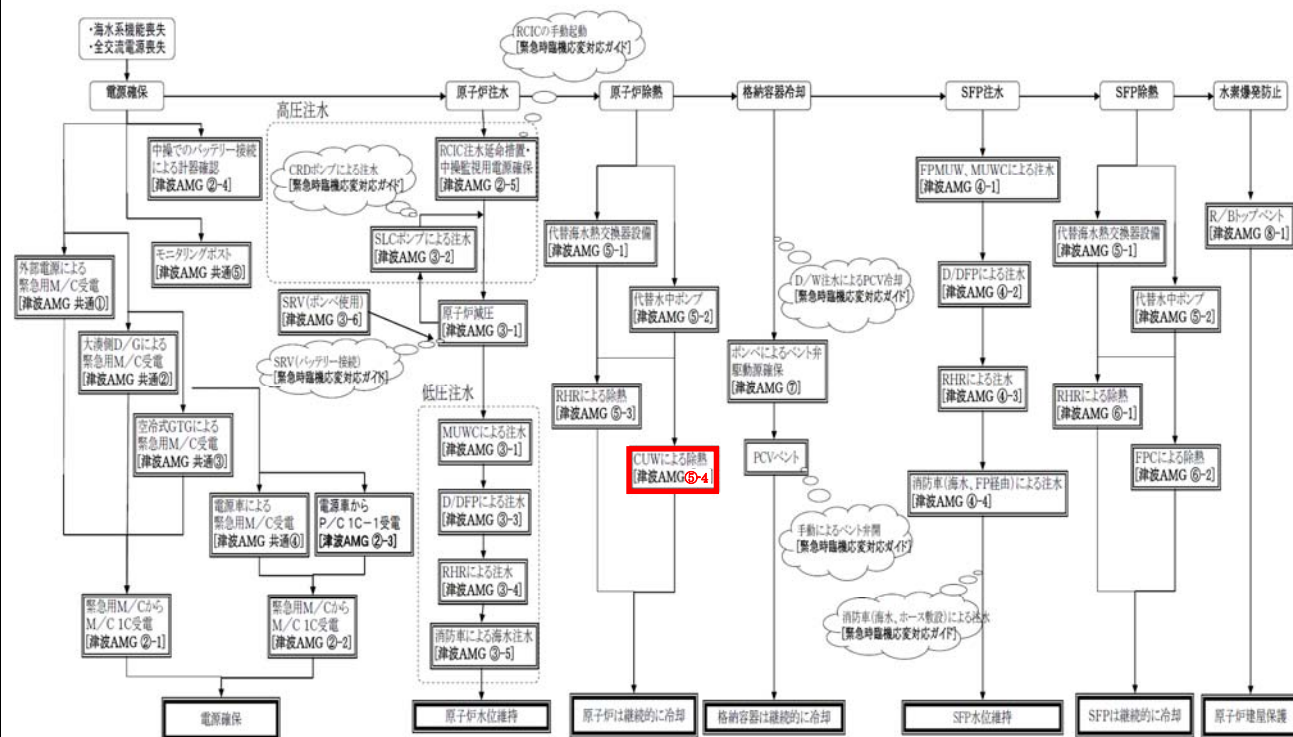 ・海水系機能喪失
・全交流電源喪失
RCICの手動起動
[緊急時臨機応変対応ガイド]
電源確保
原子炉注水
原子炉除熱
格納容器冷却
SFP注水
SFP除熱
水素爆発防止
高圧注水
中操でのバッテリー接続
による計器確認
[津波AMG ②-4]
CRDポンプによる注水
[緊急時臨機応変対応ガイド]
RCIC注水延命措置・
中操監視用電源確保
[津波AMG ②-5]
FPMUW、MUWCによる注水
[津波AMG ④-1]
R/Bトップベント
[津波AMG ⑧-1]
モニタリングポスト
[津波AMG 共通⑤]
SLCポンプによる注水
[津波AMG ③-2]
代替海水熱交換器設備
[津波AMG ⑤-1]
代替海水熱交換器設備
[津波AMG ⑤-1]
外部電源による
緊急用M/C受電
[津波AMG 共通①]
D/W注水によるPCV冷却
[緊急時臨機応変対応ガイド]
D/DFPによる注水
[津波AMG ④-2]
SRV(ボンベ使用)
[津波AMG ③-6]
原子炉減圧
[津波AMG ③-1]
代替水中ポンプ
[津波AMG ⑤-2]
代替水中ポンプ
[津波AMG ⑤-2]
大湊側D/Gによる
緊急用M/C受電
[津波AMG 共通②]
SRV(バッテリー接続)
[緊急時臨機応変対応ガイド]
ボンベによるベント弁
駆動源確保
[津波AMG ⑦]
低圧注水
RHRによる除熱
[津波AMG ⑤-3]
RHRによる注水
[津波AMG ④-3]
RHRによる除熱
[津波AMG ⑥-1]
空冷式GTGによる
緊急用M/C受電
[津波AMG 共通③]
MUWCによる注水
[津波AMG ③-1]
CUWによる除熱
[津波AMG⑤-4]
PCVベント
FPCによる除熱
[津波AMG ⑥-2]
電源車による
緊急用M/C受電
[津波AMG 共通④]
電源車から
P/C 1C-1受電
[津波AMG ②-3]
D/DFPによる注水
[津波AMG ③-3]
消防車(海水、FP経由)による注水
[津波AMG ④-4]
手動によるベント弁開
[緊急時臨機応変対応ガイド]
RHRによる注水
[津波AMG ③-4]
緊急用M/Cから
M/C 1C受電
[津波AMG ②-1]
緊急用M/Cから
M/C 1C受電
[津波AMG ②-2]
消防車による海水注水
[津波AMG ③-5]
消防車(海水、ホース敷設)による注水
[緊急時臨機応変対応ガイド]
電源確保
原子炉水位維持
原子炉は継続的に冷却
格納容器は継続的に冷却
SFP水位維持
SFPは継続的に冷却
原子炉建屋保護